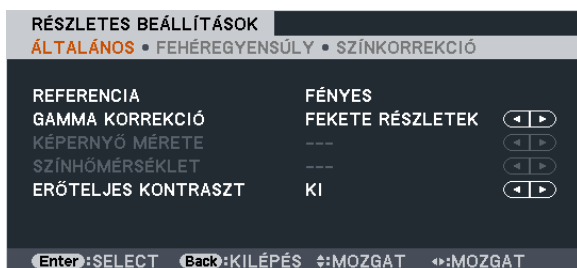 RÉSZLETES BEÁLLÍTÁSOK
ÁLTALÁNOS • FEHÉREGYENSÚLY • SZÍNKORREKCIÓ
REFERENCIA FÉNYES
GAMMA KORREKCIÓ FEKETE RÉSZLETEK
KÉPERNYŐ MÉRETE ---
SZÍNHŐMÉRSÉKLET ---
ERŐTELJES KONTRASZT KI
Enter:SELECT Back:KILÉPÉS ♦:MOZGAT ◂▸:MOZGAT